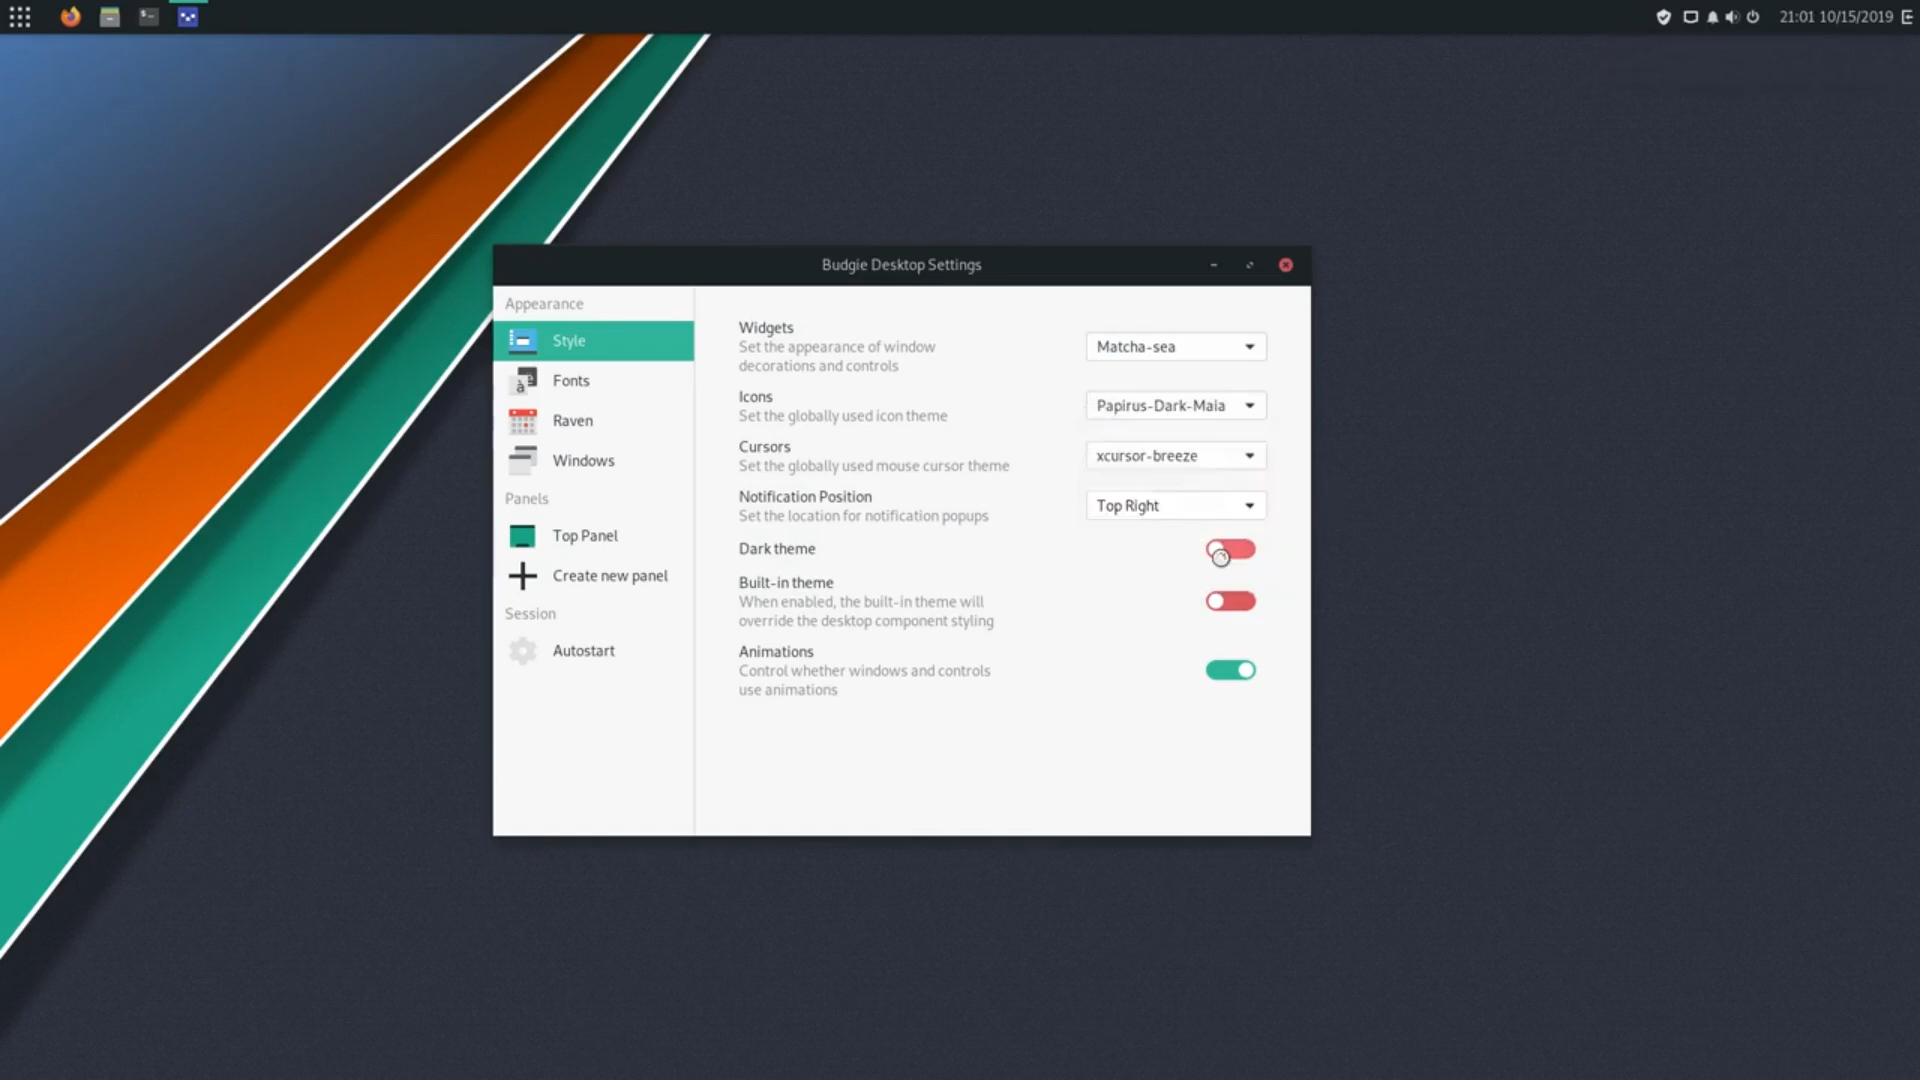 21:01 10/15/2019
Budgie Desktop Settings
Appearance
Style
Fonts
Raven
Windows
Panels
Top Panel
Create new panel
Session
Autostart
Widgets
Set the appearance of window
decorations and controls
Matcha-sea
Icons
Set the globally used icon theme
Papirus-Dark-Maia
Cursors
Set the globally used mouse cursor theme
xcursor-breeze
Notification Position
Set the location for notification popups
Top Right
Dark theme
Built-in theme
When enabled, the built-in theme will
override the desktop component styling
Animations
Control whether windows and controls
use animations